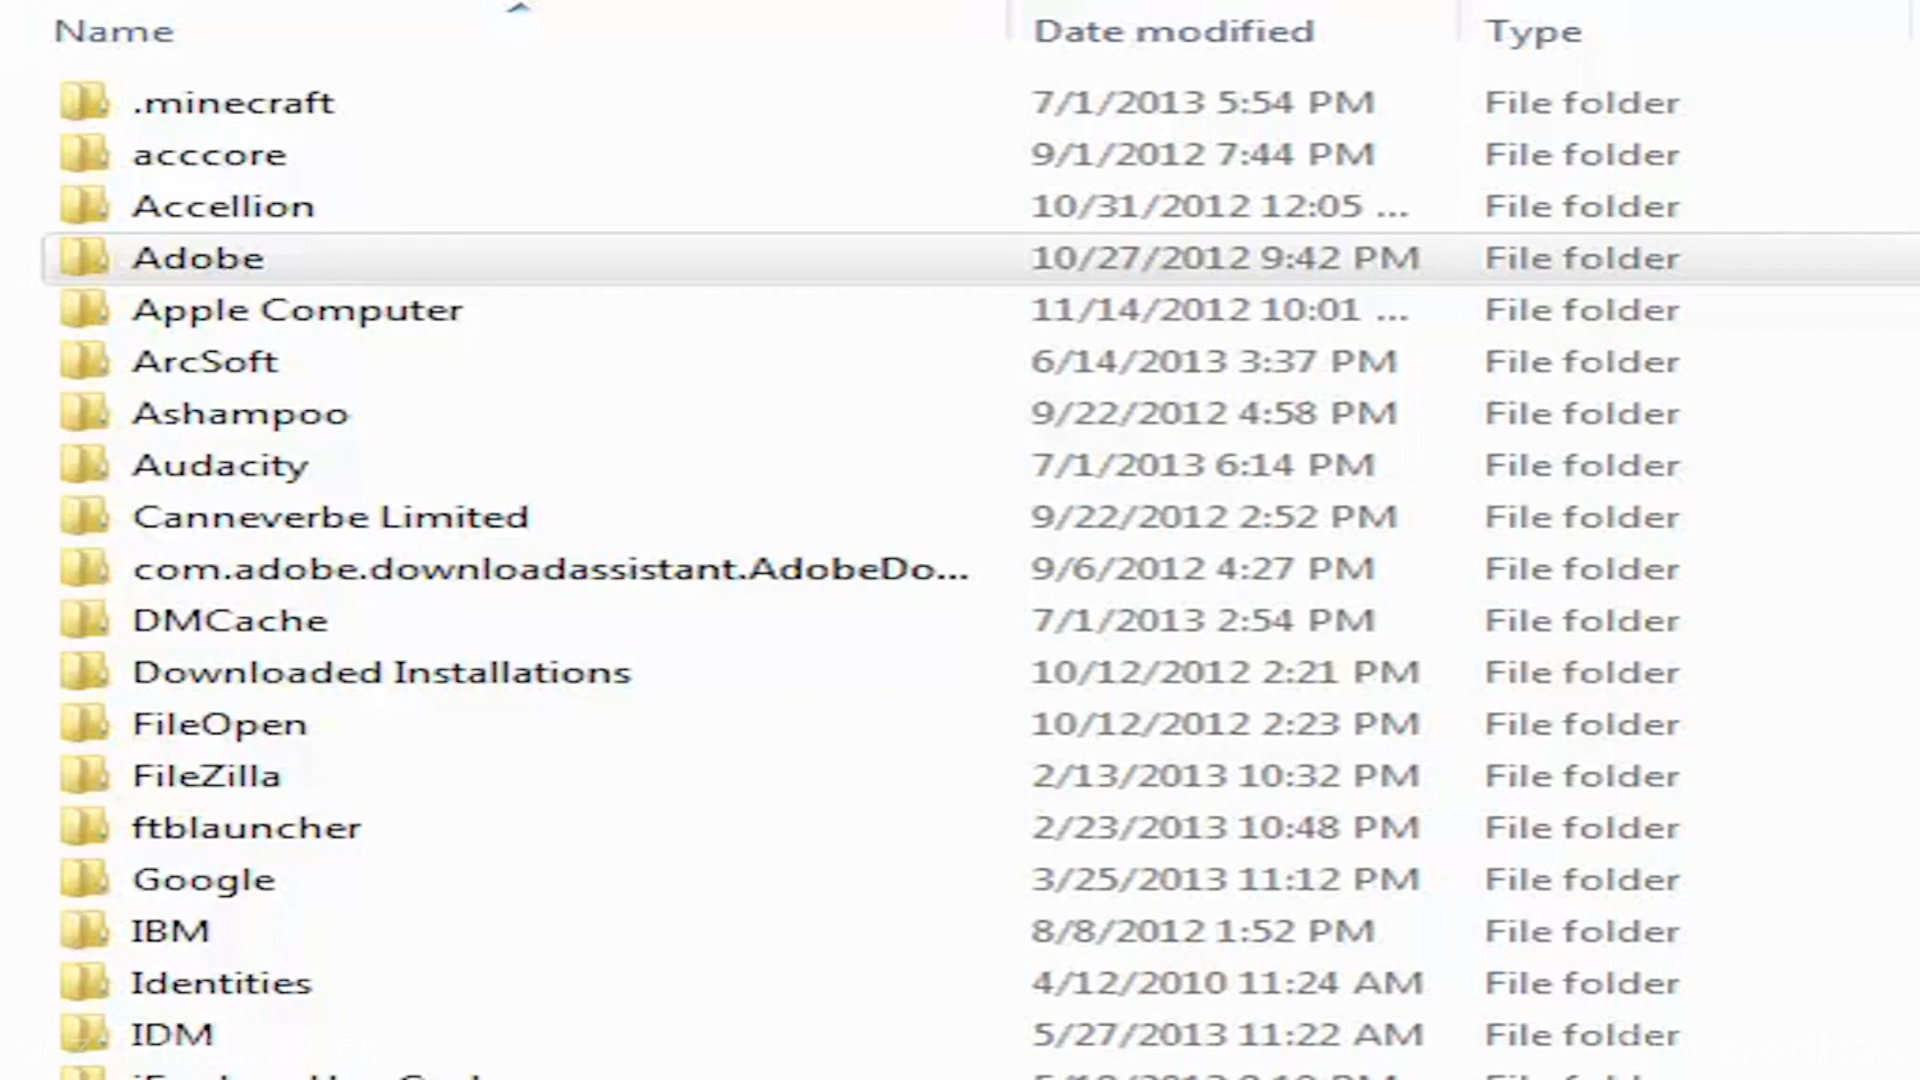 Name Date modified Type
.minecraft 7/1/2013 5:54 PM File folder
acccore 9/1/2012 7:44 PM File folder
Accellion 10/31/2012 12:05 ... File folder
Adobe 10/27/2012 9:42 PM File folder
Apple Computer 11/14/2012 10:01 ... File folder
ArcSoft 6/14/2013 3:37 PM File folder
Ashampoo 9/22/2012 4:58 PM File folder
Audacity 7/1/2013 6:14 PM File folder
Canneverbe Limited 9/22/2012 2:52 PM File folder
com.adobe.downloadassistant.AdobeDo... 9/6/2012 4:27 PM File folder
DMCache 7/1/2013 2:54 PM File folder
Downloaded Installations 10/12/2012 2:21 PM File folder
FileOpen 10/12/2012 2:23 PM File folder
FileZilla 2/13/2013 10:32 PM File folder
ftblauncher 2/23/2013 10:48 PM File folder
Google 3/25/2013 11:12 PM File folder
IBM 8/8/2012 1:52 PM File folder
Identities 4/12/2010 11:24 AM File folder
IDM 5/27/2013 11:22 AM File folder